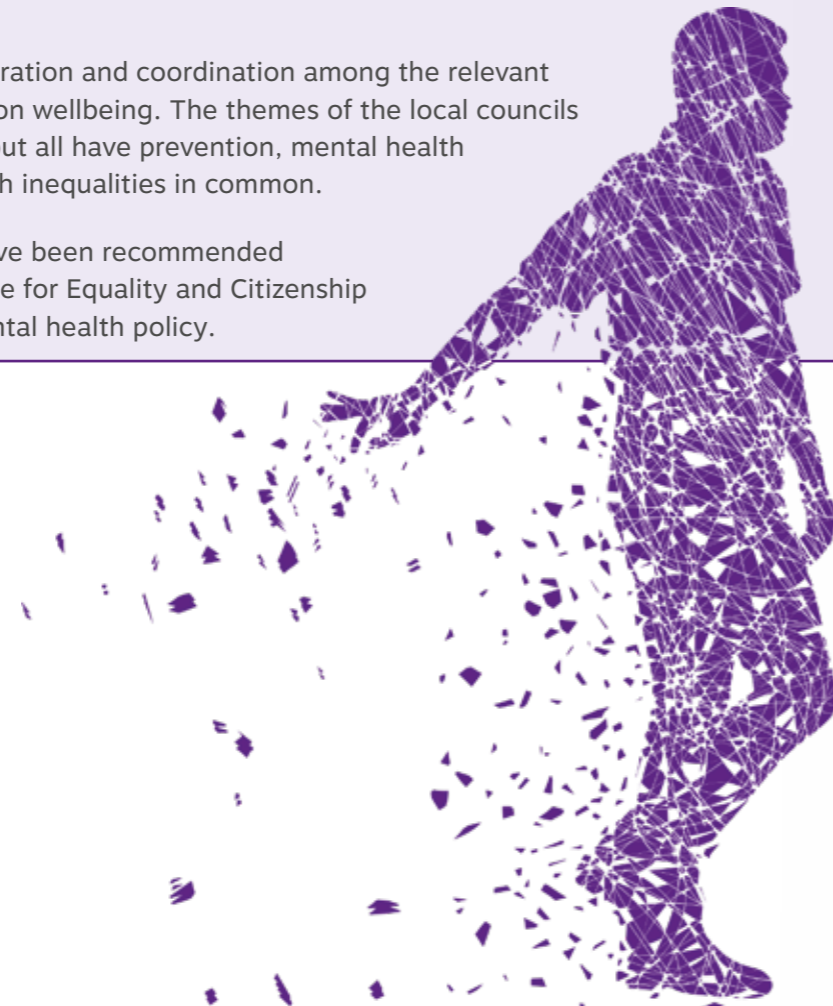 ration and coordination among the relevant
on wellbeing. The themes of the local councils
ut all have prevention, mental health
h inequalities in common.
ve been recommended
e for Equality and Citizenship
ntal health policy.